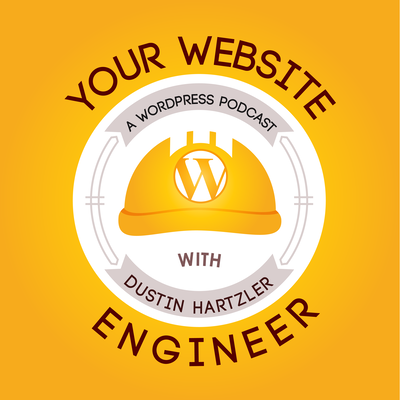 YOUR WEBSITE
A WORDPRESS PODCAST
W
WITH
DUSTIN HARTZLER
ENGINEER